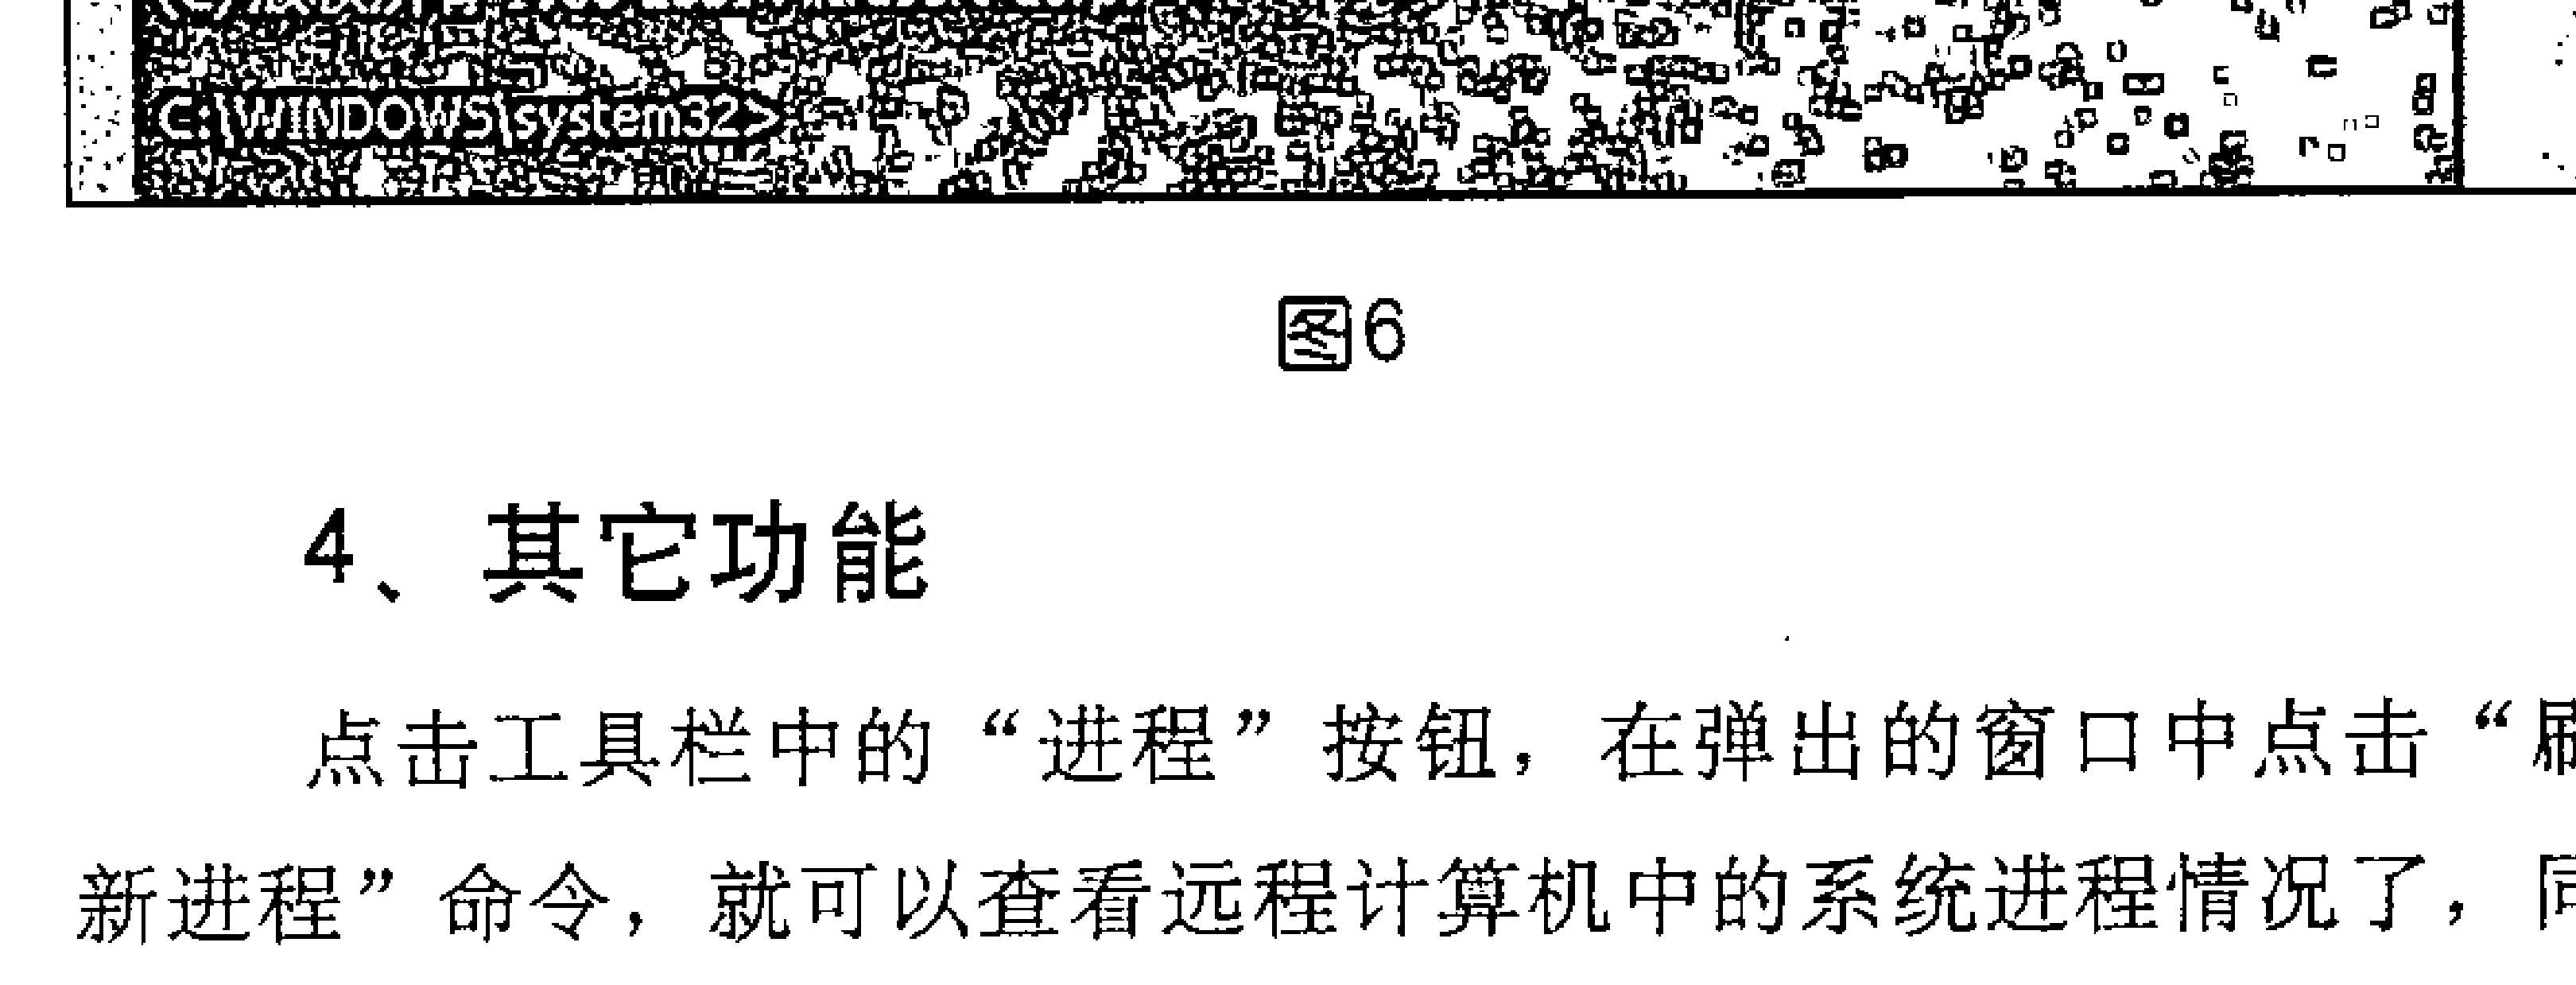 C:\WINDOWS\system32>
图6
4、其它功能
点击工具栏中的“进程”按钮，在弹出的窗口中点击“刷
新进程”命令，就可以查看远程计算机中的系统进程情况了，同